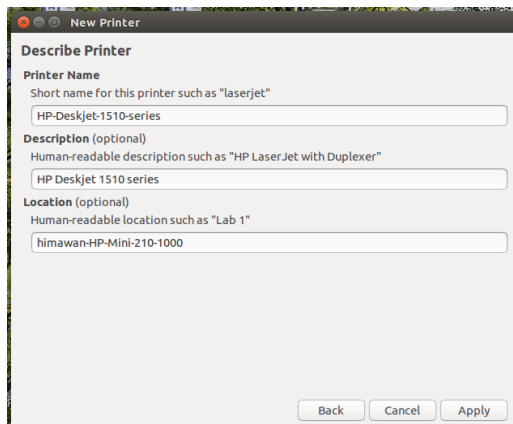 New Printer
Describe Printer
Printer Name
Short name for this printer such as "laserjet"
HP-Deskjet-1510-series
Description (optional)
Human-readable description such as "HP LaserJet with Duplexer"
HP Deskjet 1510 series
Location (optional)
Human-readable location such as "Lab 1"
himawan-HP-Mini-210-1000
Back Cancel Apply